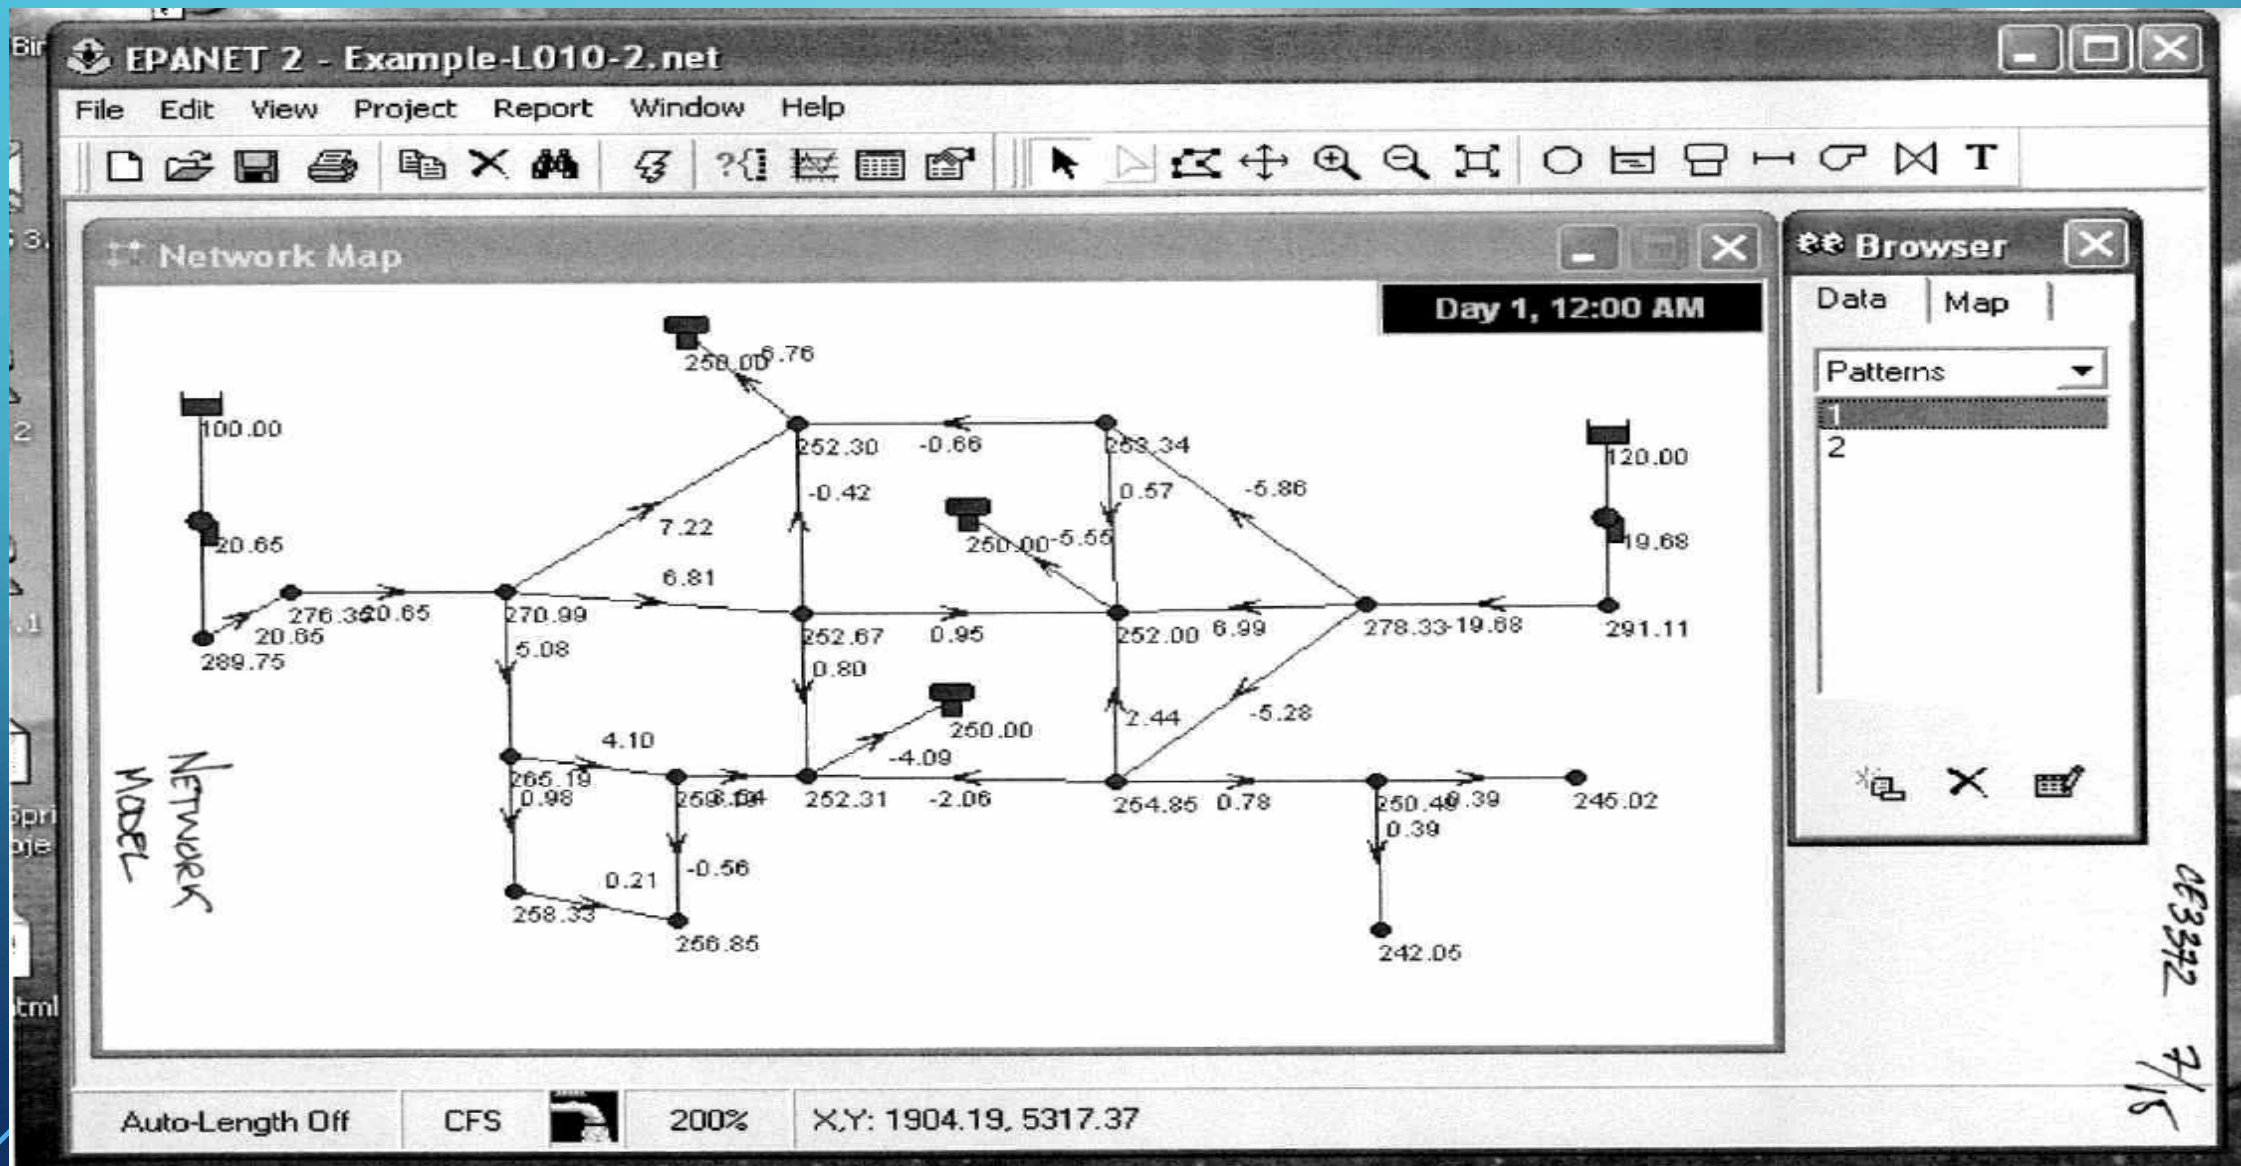 EPANET 2 - Example-L010-2.net
File Edit View Project Report Window Help
?{ T
Network Map
Day 1, 12:00 AM
Browser
Data Map
Patterns
1
2
250.00 -6.76
100.00
252.30 -0.66 253.34
120.00
-0.42 0.57 -5.86
7.22
20.65 250.00 -5.55 19.68
6.81
276.35 20.65 270.99
20.65 252.67 0.95 252.00 6.99 278.33 -19.68 291.11
289.75 5.08 0.80
2.44 -5.28
4.10 -4.09 250.00
265.19
0.98 252.31 -2.06 254.85 0.78 0.39 245.02
0.39
0.21 -0.56
258.33
256.85 242.05
NETWORK
MODEL
CE3372 7/15
Auto-Length Off CFS 200% X,Y: 1904.19, 5317.37